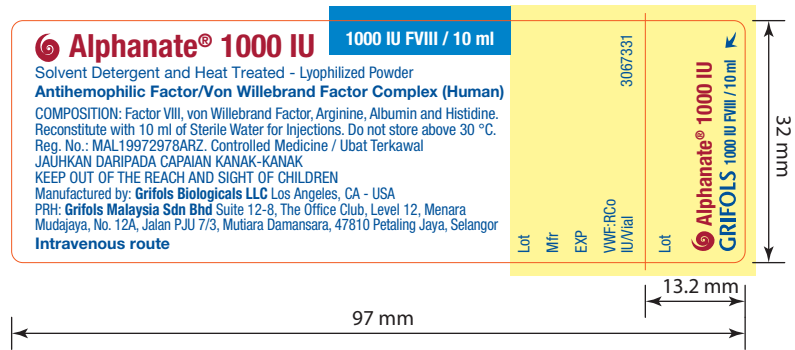 Alphanate® 1000 IU
1000 IU FVIII / 10 ml
Solvent Detergent and Heat Treated - Lyophilized Powder
Antihemophilic Factor/Von Willebrand Factor Complex (Human)
COMPOSITION: Factor VIII, von Willebrand Factor, Arginine, Albumin and Histidine.
Reconstitute with 10 ml of Sterile Water for Injections. Do not store above 30 °C.
Reg. No.: MAL19972978ARZ. Controlled Medicine / Ubat Terkawal
JAUHKAN DARIPADA CAPAIAN KANAK-KANAK
KEEP OUT OF THE REACH AND SIGHT OF CHILDREN
Manufactured by: Grifols Biologicals LLC Los Angeles, CA - USA
PRH: Grifols Malaysia Sdn Bhd Suite 12-8, The Office Club, Level 12, Menara
Mudajaya, No. 12A, Jalan PJU 7/3, Mutiara Damansara, 47810 Petaling Jaya, Selangor
Intravenous route
Lot
Mfr
EXP
VWF:RCo
IU/Vial
3067331
Lot
Alphanate® 1000 IU
GRIFOLS 1000 IU FVIII / 10 ml
32 mm
13.2 mm
97 mm